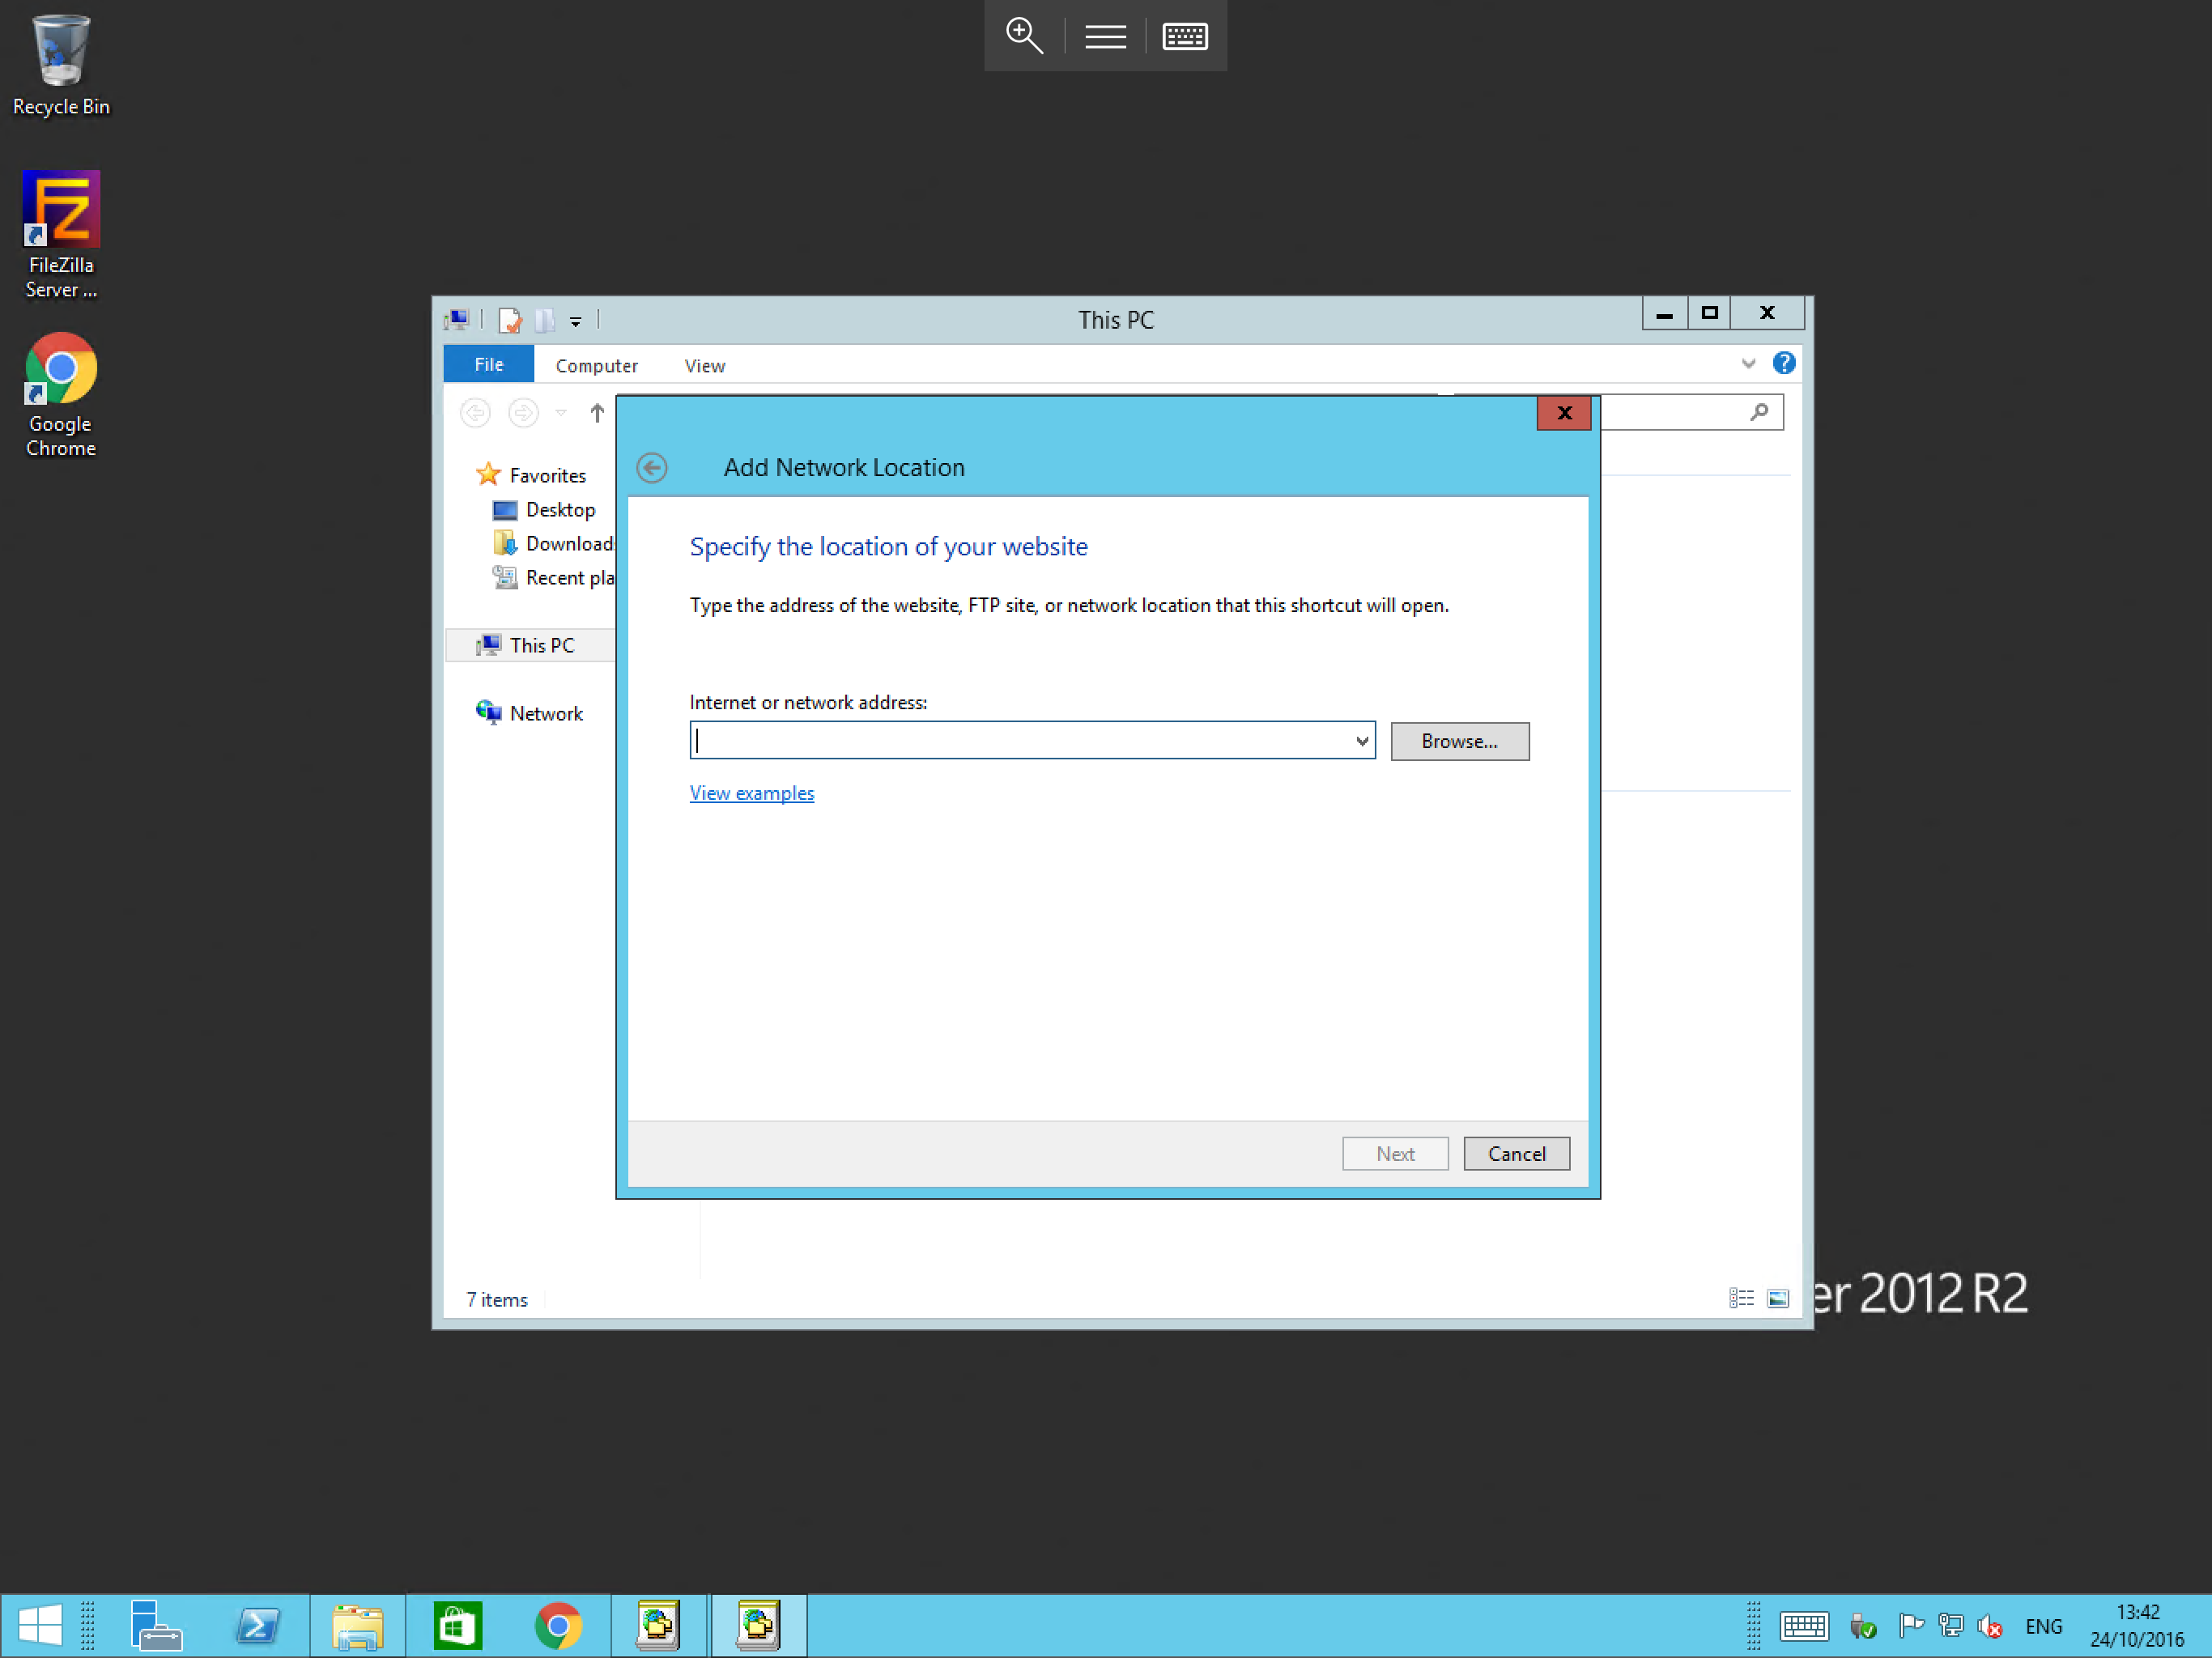 Recycle Bin
FileZilla
Server ...
Google
Chrome
This PC
File
Computer
View
Favorites
Desktop
Download
Recent pla
This PC
Network
7 items
Add Network Location
Specify the location of your website
Type the address of the website, FTP site, or network location that this shortcut will open.
Internet or network address:
Browse...
View examples
Next
Cancel
er 2012 R2
ENG
13:42
24/10/2016